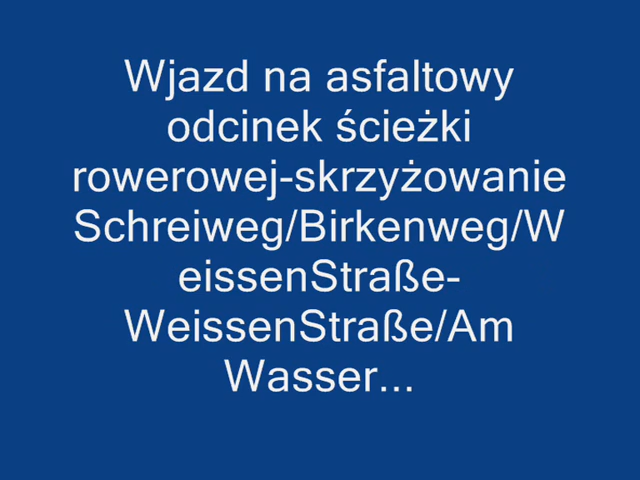 Wjazd na asfaltowy
odcinek ścieżki
rowerowej-skrzyżowanie
Schreiweg/Birkenweg/W
eissenStraße-
WeissenStraße/Am
Wasser...